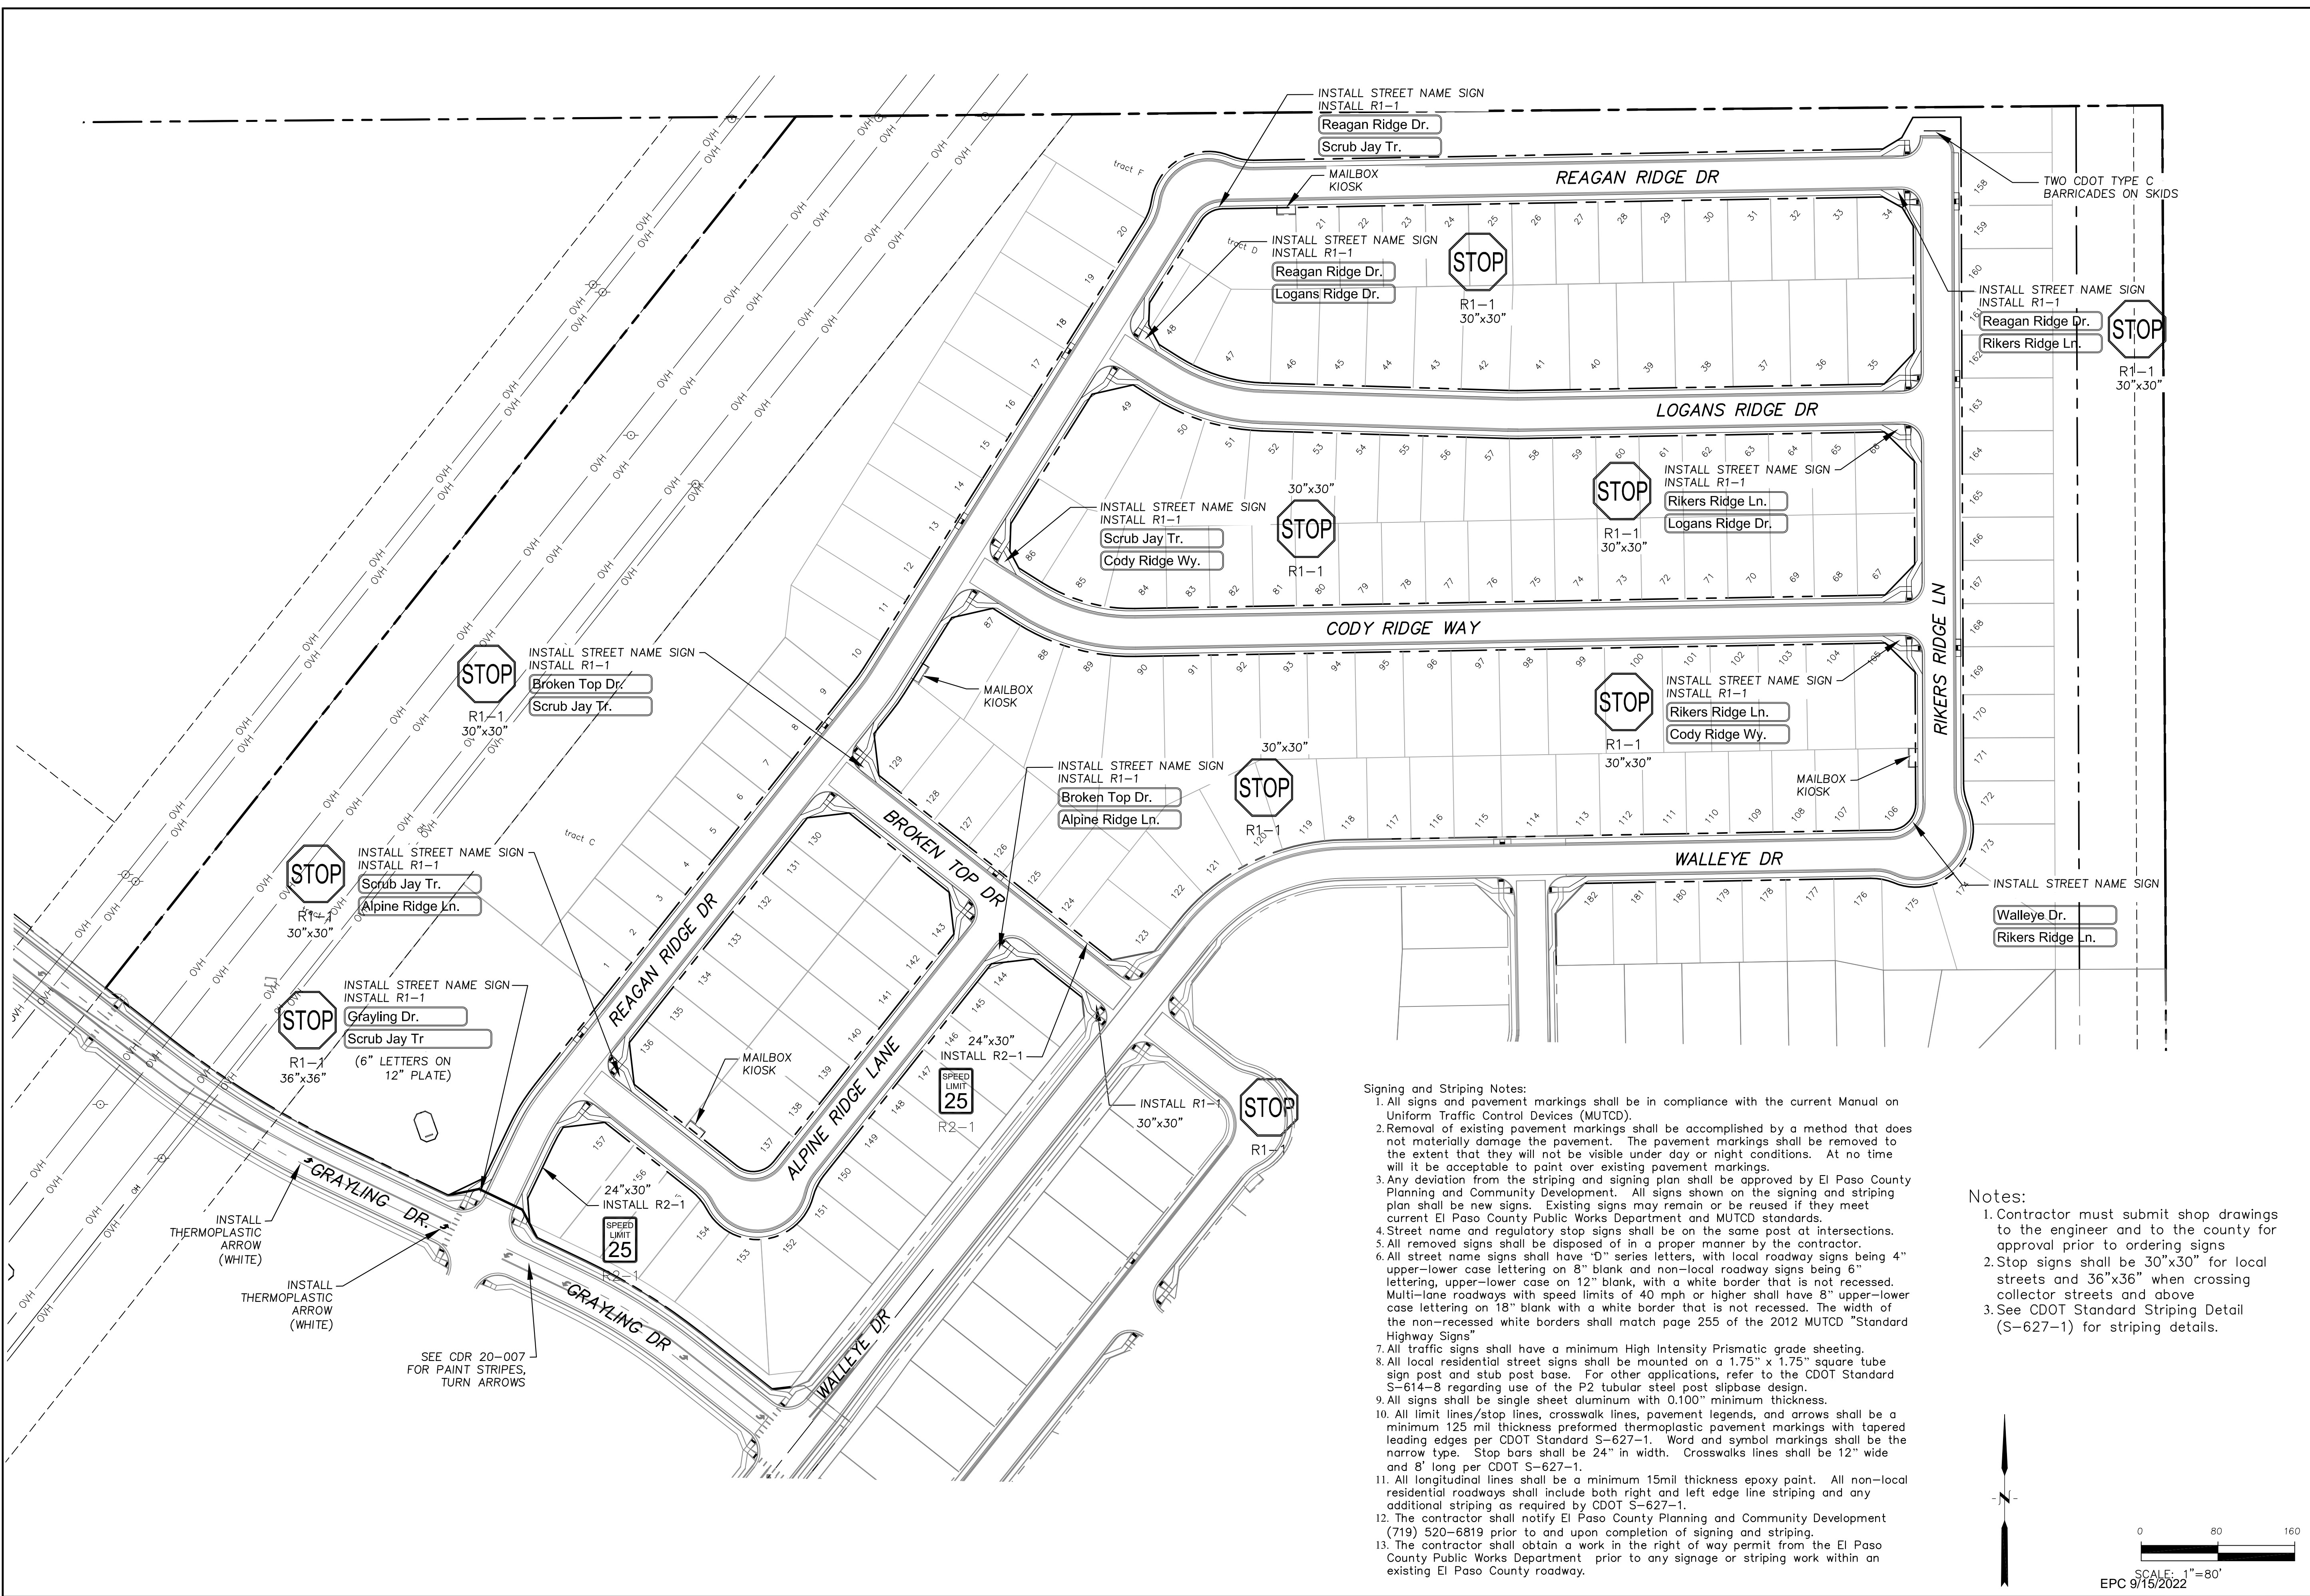 INSTALL STREET NAME SIGN
INSTALL R1-1
Reagan Ridge Dr.
Scrub Jay Tr.
MAILBOX
KIOSK
REAGAN RIDGE DR
TWO CDOT TYPE C
BARRICADES ON SKIDS
tract F
tract D
INSTALL STREET NAME SIGN
INSTALL R1-1
Reagan Ridge Dr.
Logans Ridge Dr.
STOP
R1-1
30"x30"
INSTALL STREET NAME SIGN
INSTALL R1-1
Reagan Ridge Dr.
Rikers Ridge Ln.
STOP
R1-1
30"x30"
LOGANS RIDGE DR
INSTALL STREET NAME SIGN
INSTALL R1-1
Rikers Ridge Ln.
Logans Ridge Dr.
STOP
R1-1
30"x30"
INSTALL STREET NAME SIGN
INSTALL R1-1
Scrub Jay Tr.
Cody Ridge Wy.
30"x30"
STOP
R1-1
CODY RIDGE WAY
RIKERS RIDGE LN
INSTALL STREET NAME SIGN
INSTALL R1-1
Broken Top Dr.
Scrub Jay Tr.
STOP
R1-1
30"x30"
MAILBOX
KIOSK
INSTALL STREET NAME SIGN
INSTALL R1-1
Rikers Ridge Ln.
Cody Ridge Wy.
STOP
R1-1
30"x30"
MAILBOX
KIOSK
INSTALL STREET NAME SIGN
INSTALL R1-1
Broken Top Dr.
Alpine Ridge Ln.
30"x30"
STOP
R1-1
BROKEN TOP DR
WALLEYE DR
tract C
INSTALL STREET NAME SIGN
INSTALL R1-1
Scrub Jay Tr.
Alpine Ridge Ln.
STOP
R1-1
30"x30"
INSTALL STREET NAME SIGN
Walleye Dr.
Rikers Ridge Ln.
REAGAN RIDGE DR
INSTALL STREET NAME SIGN
INSTALL R1-1
Grayling Dr.
Scrub Jay Tr
(6" LETTERS ON
12" PLATE)
STOP
R1-1
36"x36"
MAILBOX
KIOSK
ALPINE RIDGE LANE
24"x30"
INSTALL R2-1
SPEED
LIMIT
25
R2-1
INSTALL R1-1
30"x30"
STOP
R1-1
24"x30"
INSTALL R2-1
SPEED
LIMIT
25
R2-1
GRAYLING DR.
INSTALL
THERMOPLASTIC
ARROW
(WHITE)
INSTALL
THERMOPLASTIC
ARROW
(WHITE)
GRAYLING DR
SEE CDR 20-007
FOR PAINT STRIPES,
TURN ARROWS
WALLEYE DR
Signing and Striping Notes:
1. All signs and pavement markings shall be in compliance with the current Manual on
Uniform Traffic Control Devices (MUTCD).
2. Removal of existing pavement markings shall be accomplished by a method that does
not materially damage the pavement. The pavement markings shall be removed to
the extent that they will not be visible under day or night conditions. At no time
will it be acceptable to paint over existing pavement markings.
3. Any deviation from the striping and signing plan shall be approved by El Paso County
Planning and Community Development. All signs shown on the signing and striping
plan shall be new signs. Existing signs may remain or be reused if they meet
current El Paso County Public Works Department and MUTCD standards.
4. Street name and regulatory stop signs shall be on the same post at intersections.
5. All removed signs shall be disposed of in a proper manner by the contractor.
6. All street name signs shall have "D" series letters, with local roadway signs being 4"
upper-lower case lettering on 8" blank and non-local roadway signs being 6"
lettering, upper-lower case on 12" blank, with a white border that is not recessed.
Multi-lane roadways with speed limits of 40 mph or higher shall have 8" upper-lower
case lettering on 18" blank with a white border that is not recessed. The width of
the non-recessed white borders shall match page 255 of the 2012 MUTCD "Standard
Highway Signs"
7. All traffic signs shall have a minimum High Intensity Prismatic grade sheeting.
8. All local residential street signs shall be mounted on a 1.75" x 1.75" square tube
sign post and stub post base. For other applications, refer to the CDOT Standard
S-614-8 regarding use of the P2 tubular steel post slipbase design.
9. All signs shall be single sheet aluminum with 0.100" minimum thickness.
10. All limit lines/stop lines, crosswalk lines, pavement legends, and arrows shall be a
minimum 125 mil thickness preformed thermoplastic pavement markings with tapered
leading edges per CDOT Standard S-627-1. Word and symbol markings shall be the
narrow type. Stop bars shall be 24" in width. Crosswalks lines shall be 12" wide
and 8' long per CDOT S-627-1.
11. All longitudinal lines shall be a minimum 15mil thickness epoxy paint. All non-local
residential roadways shall include both right and left edge line striping and any
additional striping as required by CDOT S-627-1.
12. The contractor shall notify El Paso County Planning and Community Development
(719) 520-6819 prior to and upon completion of signing and striping.
13. The contractor shall obtain a work in the right of way permit from the El Paso
County Public Works Department prior to any signage or striping work within an
existing El Paso County roadway.
Notes:
1. Contractor must submit shop drawings
to the engineer and to the county for
approval prior to ordering signs
2. Stop signs shall be 30"x30" for local
streets and 36"x36" when crossing
collector streets and above
3. See CDOT Standard Striping Detail
(S-627-1) for striping details.
N
0 80 160
SCALE: 1"=80'
EPC 9/15/2022